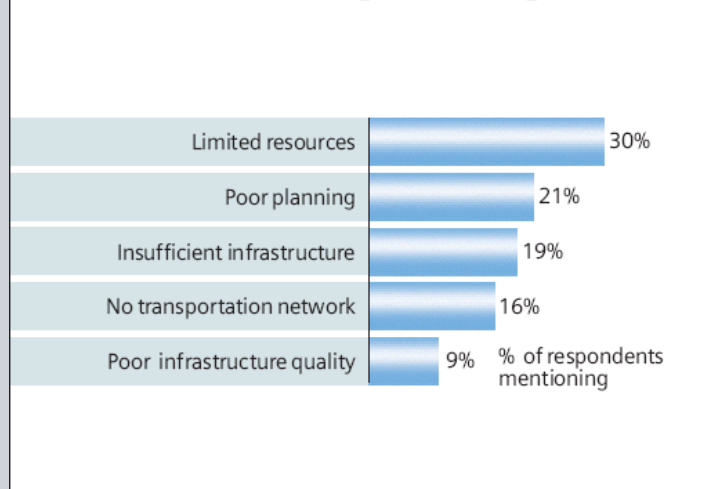 Limited resources 30%
Poor planning 21%
Insufficient infrastructure 19%
No transportation network 16%
Poor infrastructure quality 9% % of respondents
mentioning